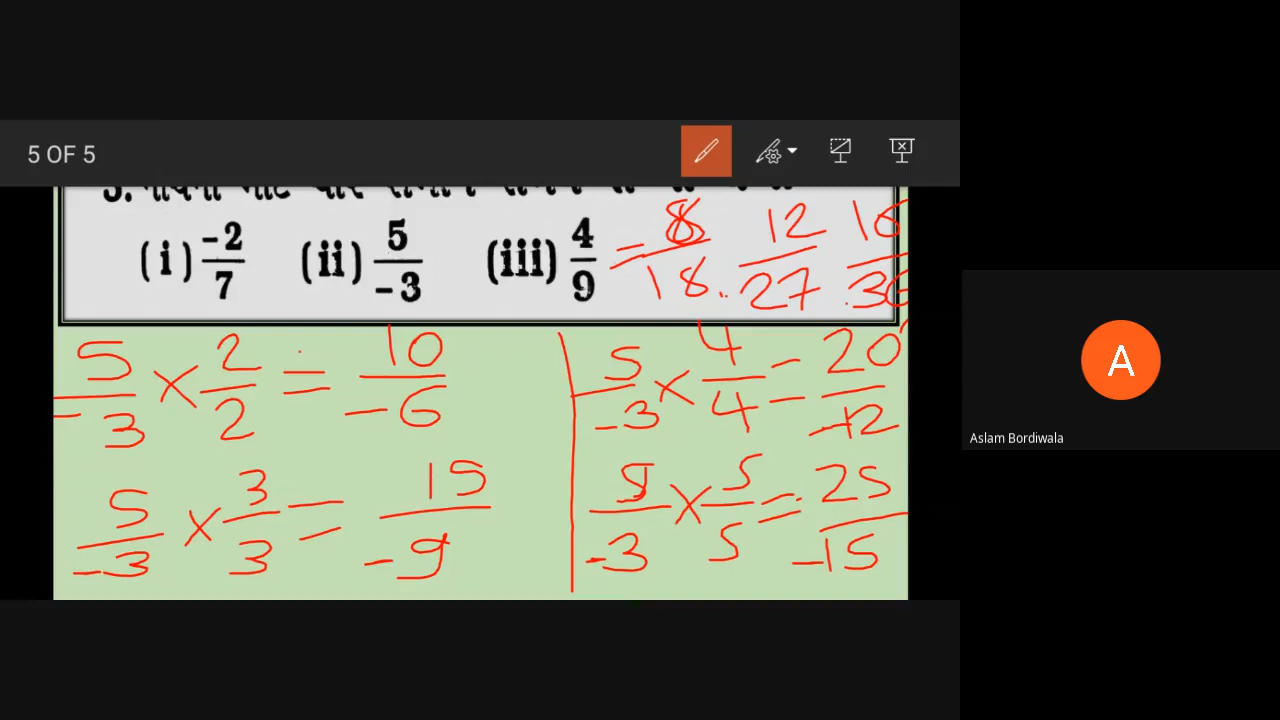 5 OF 5
3.
(i) -2/7 (ii) 5/-3 (iii) 4/9 = 8/18. 12/27
5/-3 × 2/2 = 10/-6
5/-3 × 3/3 = 15/-9
5/-3 × 4/4 = 20/-12
5/-3 × 5/5 = 25/-15
A
Aslam Bordiwala